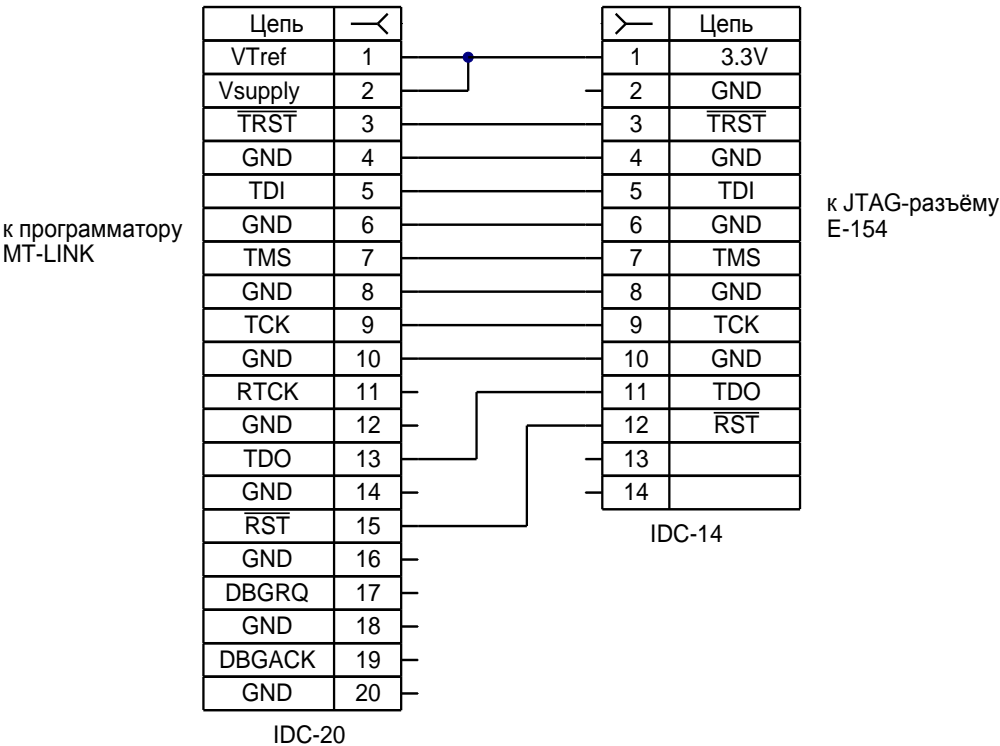 к программатору
MT-LINK
Цепь
VTref 1
Vsupply 2
TRST 3
GND 4
TDI 5
GND 6
TMS 7
GND 8
TCK 9
GND 10
RTCK 11
GND 12
TDO 13
GND 14
RST 15
GND 16
DBGRQ 17
GND 18
DBGACK 19
GND 20
IDC-20
Цепь
1 3.3V
2 GND
3 TRST
4 GND
5 TDI
6 GND
7 TMS
8 GND
9 TCK
10 GND
11 TDO
12 RST
13
14
IDC-14
к JTAG-разъёму
E-154